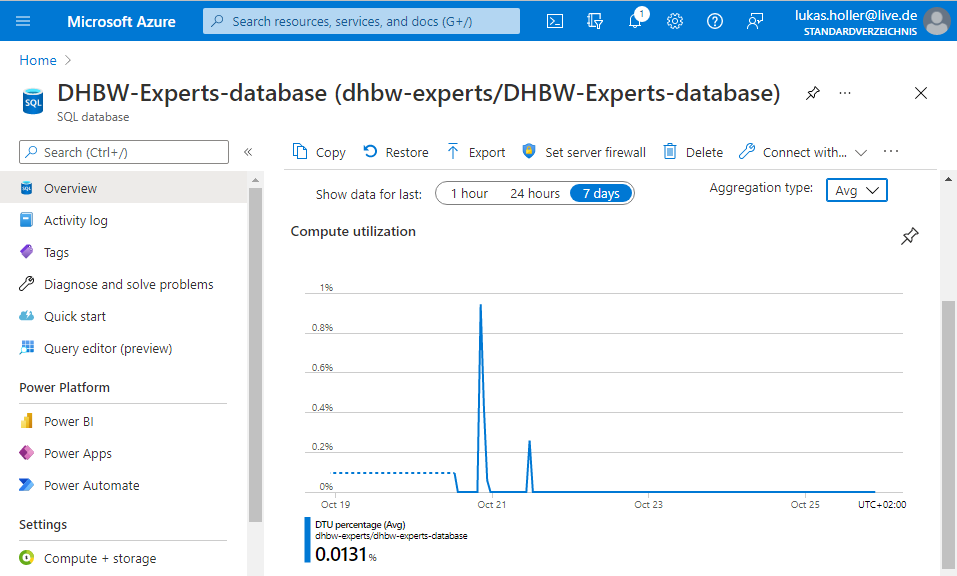 Microsoft Azure
Search resources, services, and docs (G+/)
1
lukas.holler@live.de
STANDARDVERZEICHNIS
Home
SQL
DHBW-Experts-database (dhbw-experts/DHBW-Experts-database)
SQL database
Search (Ctrl+/)
Copy
Restore
Export
Set server firewall
Delete
Connect with...
Overview
Activity log
Tags
Diagnose and solve problems
Quick start
Query editor (preview)
Power Platform
Power BI
Power Apps
Power Automate
Settings
Compute + storage
Show data for last:
1 hour
24 hours
7 days
Aggregation type:
Avg
Compute utilization
1%
0.8%
0.6%
0.4%
0.2%
0%
Oct 19
Oct 21
Oct 23
Oct 25
UTC+02:00
DTU percentage (Avg)
dhbw-experts/dhbw-experts-database
0.0131 %